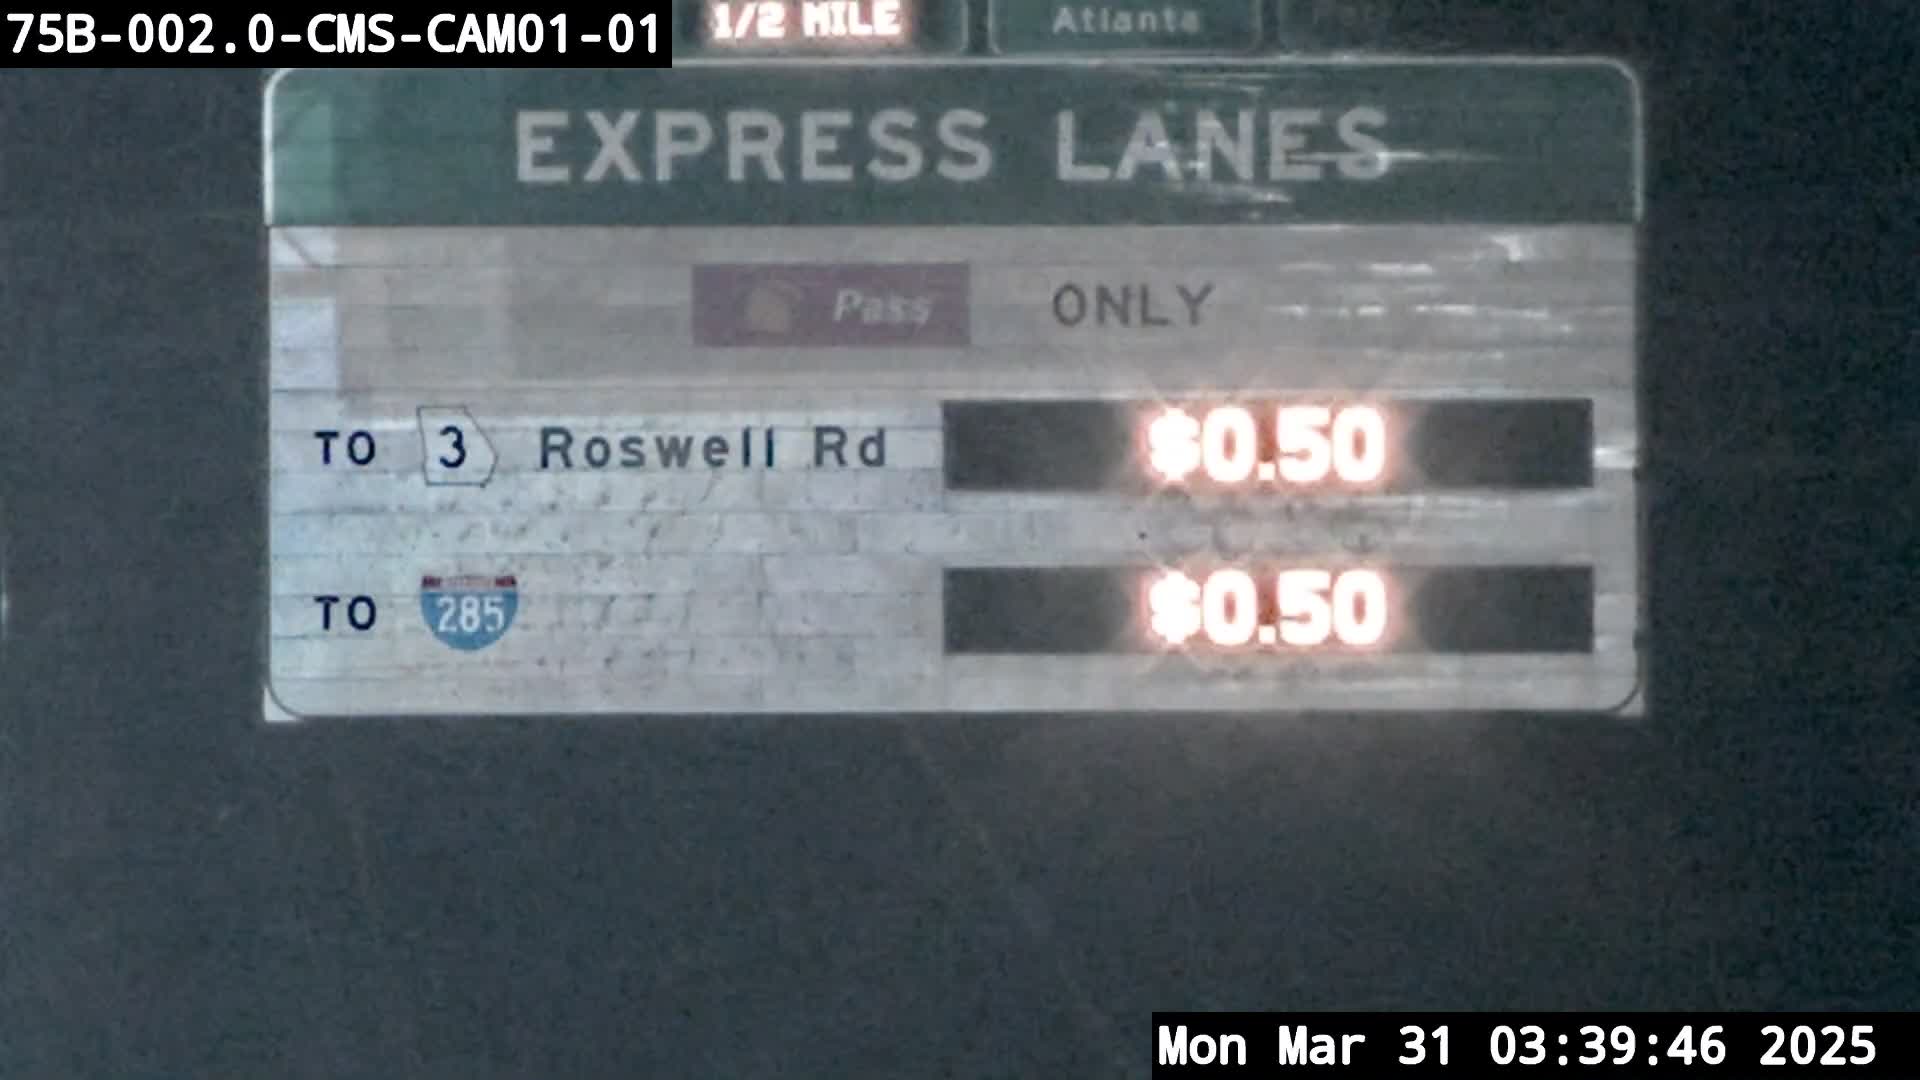 75B-002.0-CMS-CAM01-01
1/2 MILE
Atlanta
EXPRESS LANES
Pass ONLY
TO 3 Roswell Rd $0.50
TO 285 $0.50
Mon Mar 31 03:39:46 2025